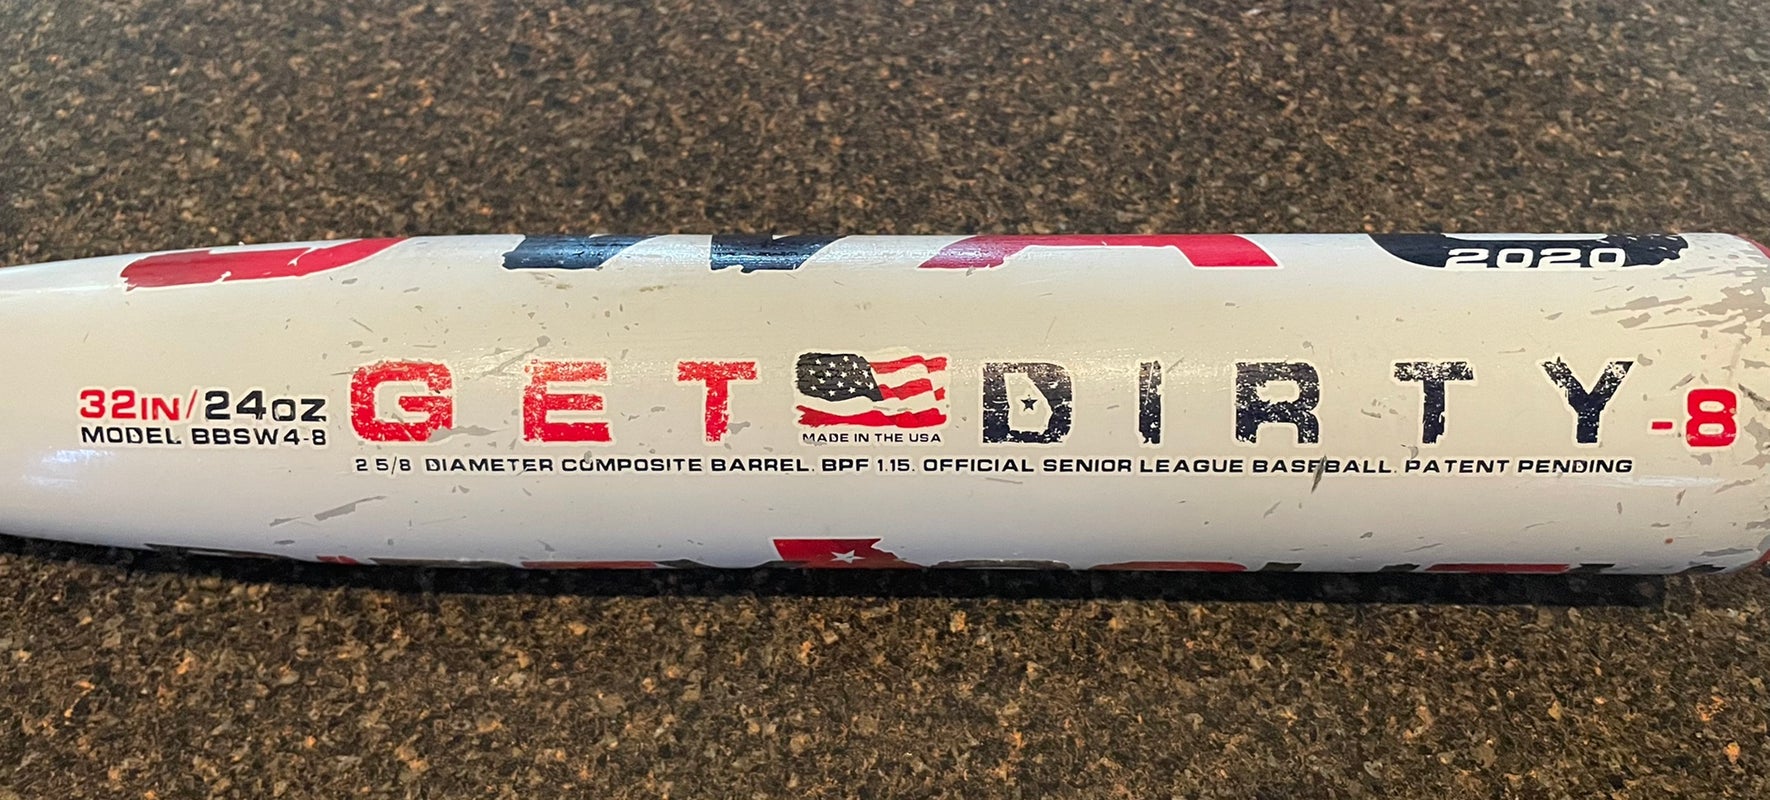 2020
32IN/24OZ
MODEL BBSW4-8
GET DIRTY
-8
MADE IN THE USA
2 5/8 DIAMETER COMPOSITE BARREL. BPF 1.15. OFFICIAL SENIOR LEAGUE BASEBALL. PATENT PENDING